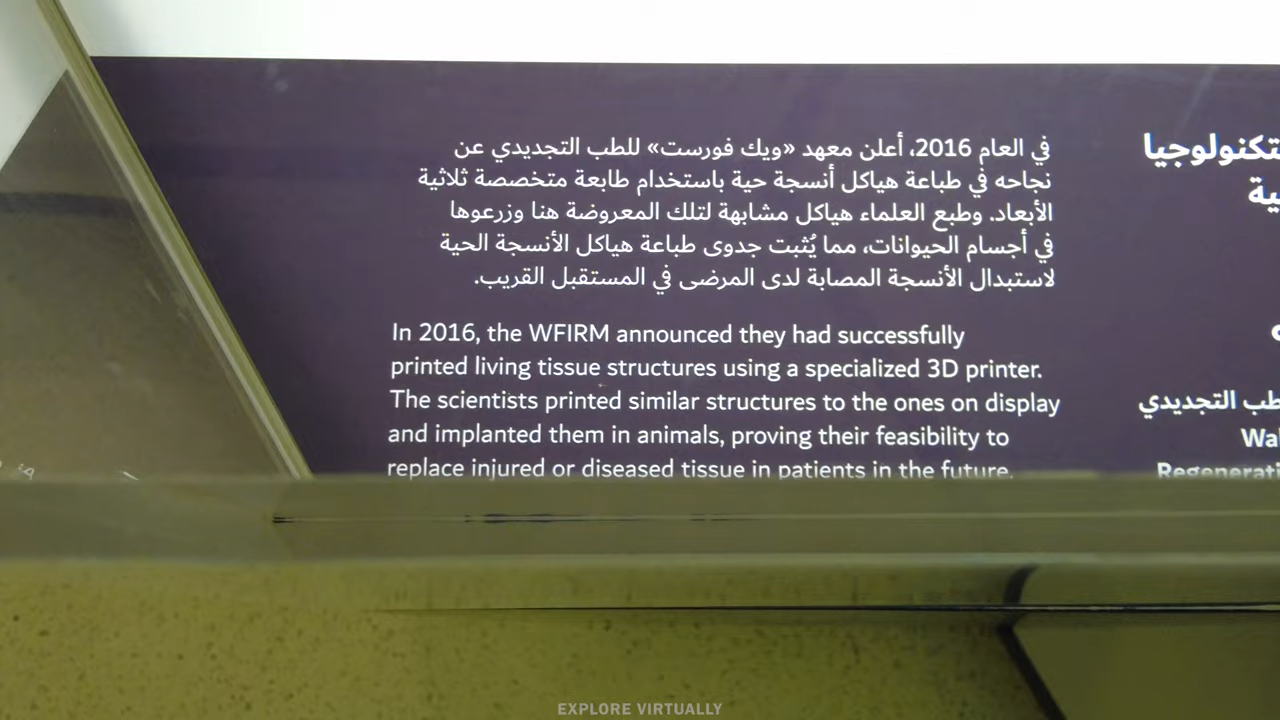 في العام 2016، أعلن معهد «ويك فورست» للطب التجديدي عن
نجاحه في طباعة هياكل أنسجة حية باستخدام طابعة متخصصة ثلاثية
الأبعاد. وطبع العلماء هياكل مشابهة لتلك المعروضة هنا وزرعوها
في أجسام الحيوانات، مما يُثبت جدوى طباعة هياكل الأنسجة الحية
لاستبدال الأنسجة المصابة لدى المرضى في المستقبل القريب.
In 2016, the WFIRM announced they had successfully
printed living tissue structures using a specialized 3D printer.
The scientists printed similar structures to the ones on display
and implanted them in animals, proving their feasibility to
replace injured or diseased tissue in patients in the future.
التجديدي
EXPLORE VIRTUALLY